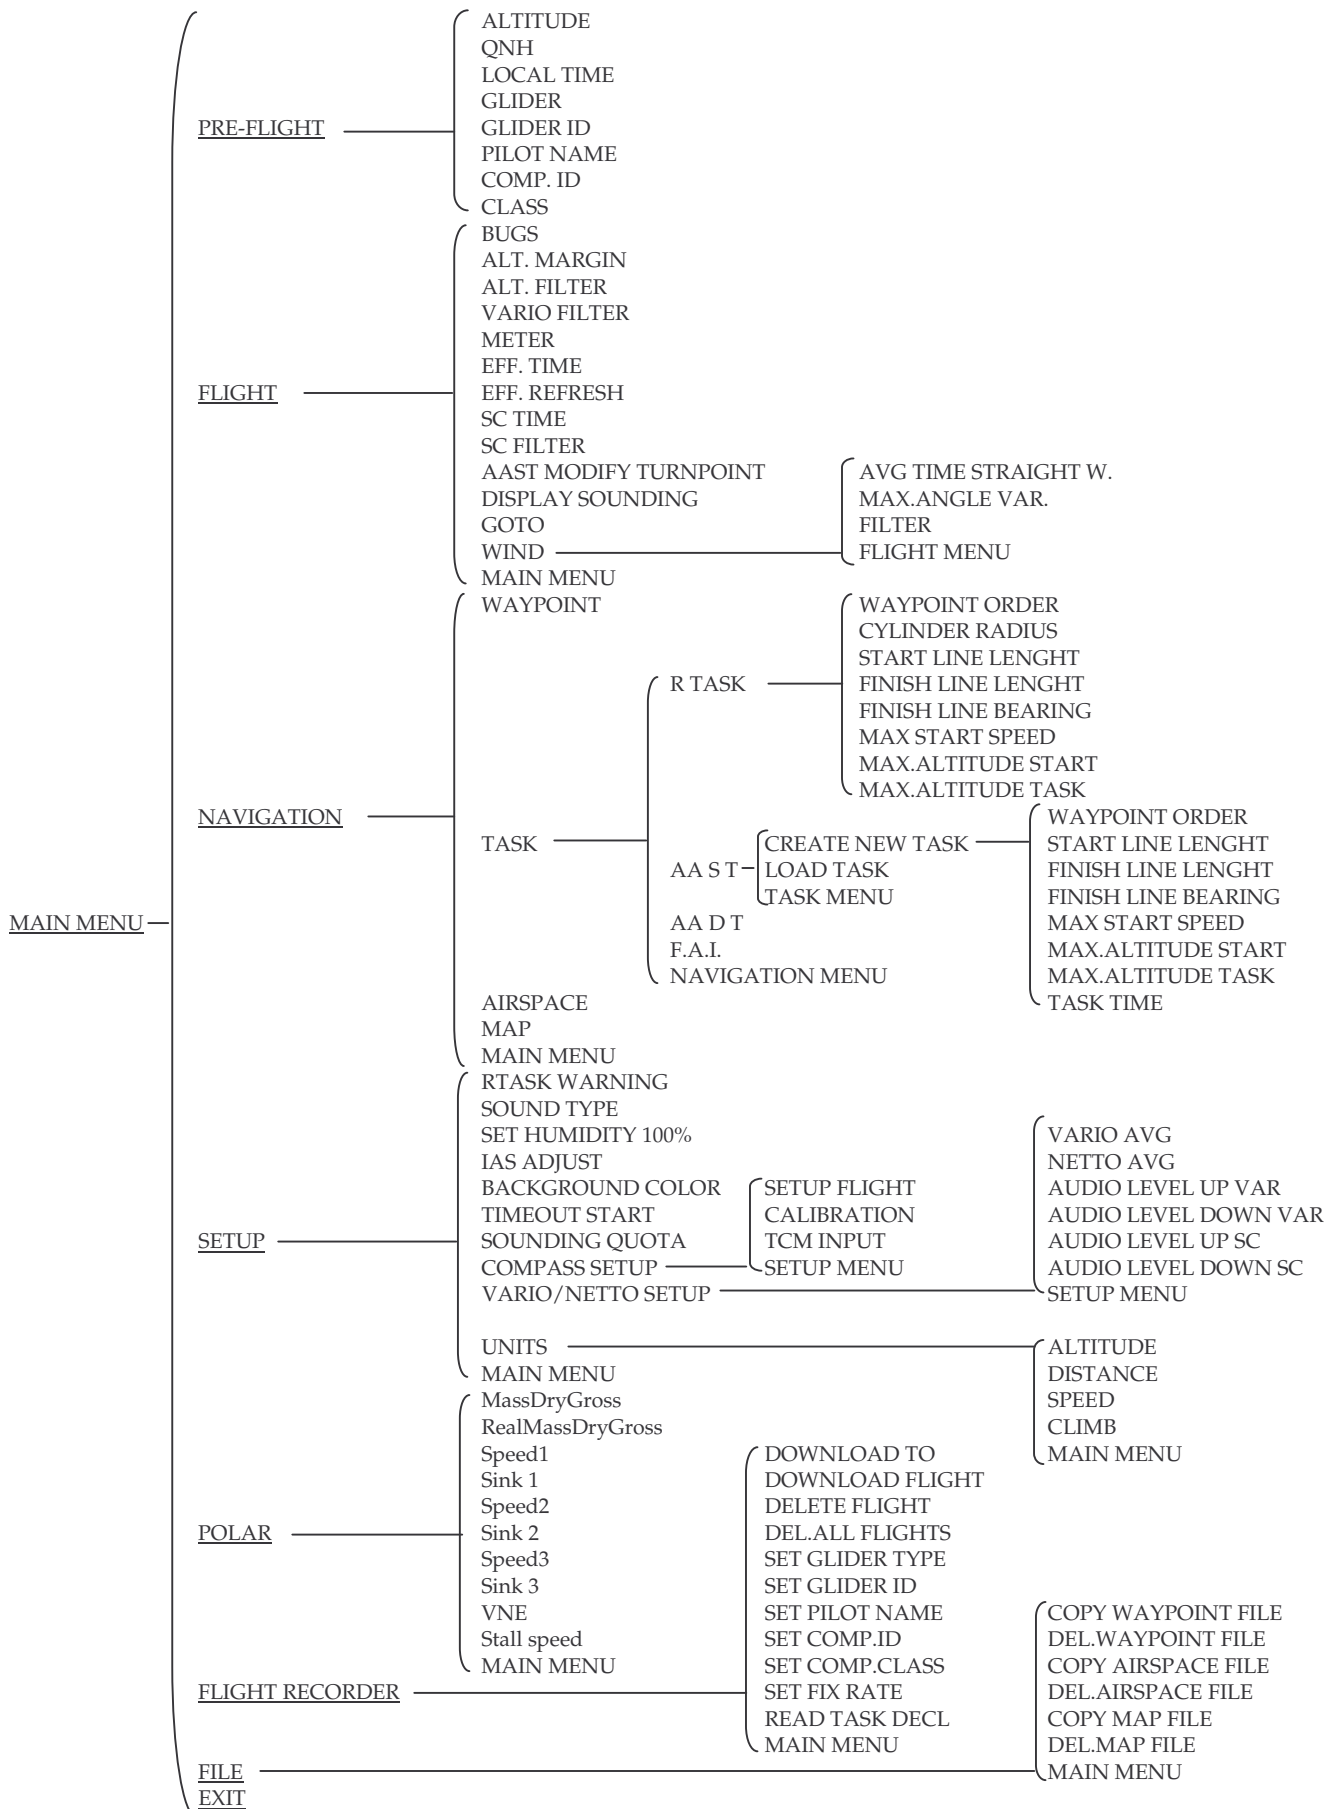 MAIN MENU
PRE-FLIGHT
ALTITUDE
QNH
LOCAL TIME
GLIDER
GLIDER ID
PILOT NAME
COMP. ID
CLASS
FLIGHT
BUGS
ALT. MARGIN
ALT. FILTER
VARIO FILTER
METER
EFF. TIME
EFF. REFRESH
SC TIME
SC FILTER
AAST MODIFY TURNPOINT
DISPLAY SOUNDING
GOTO
WIND
AVG TIME STRAIGHT W.
MAX.ANGLE VAR.
FILTER
FLIGHT MENU
MAIN MENU
NAVIGATION
WAYPOINT
TASK
R TASK
WAYPOINT ORDER
CYLINDER RADIUS
START LINE LENGHT
FINISH LINE LENGHT
FINISH LINE BEARING
MAX START SPEED
MAX.ALTITUDE START
MAX.ALTITUDE TASK
AA S T
CREATE NEW TASK
WAYPOINT ORDER
START LINE LENGHT
FINISH LINE LENGHT
FINISH LINE BEARING
MAX START SPEED
MAX.ALTITUDE START
MAX.ALTITUDE TASK
TASK TIME
LOAD TASK
TASK MENU
AA D T
F.A.I.
NAVIGATION MENU
AIRSPACE
MAP
MAIN MENU
SETUP
RTASK WARNING
SOUND TYPE
SET HUMIDITY 100%
IAS ADJUST
BACKGROUND COLOR
TIMEOUT START
SOUNDING QUOTA
COMPASS SETUP
SETUP FLIGHT
CALIBRATION
TCM INPUT
SETUP MENU
VARIO/NETTO SETUP
VARIO AVG
NETTO AVG
AUDIO LEVEL UP VAR
AUDIO LEVEL DOWN VAR
AUDIO LEVEL UP SC
AUDIO LEVEL DOWN SC
SETUP MENU
UNITS
ALTITUDE
DISTANCE
SPEED
CLIMB
MAIN MENU
MAIN MENU
POLAR
MassDryGross
RealMassDryGross
Speed1
Sink 1
Speed2
Sink 2
Speed3
Sink 3
VNE
Stall speed
MAIN MENU
FLIGHT RECORDER
DOWNLOAD TO
DOWNLOAD FLIGHT
DELETE FLIGHT
DEL.ALL FLIGHTS
SET GLIDER TYPE
SET GLIDER ID
SET PILOT NAME
SET COMP.ID
SET COMP.CLASS
SET FIX RATE
READ TASK DECL
MAIN MENU
FILE
COPY WAYPOINT FILE
DEL.WAYPOINT FILE
COPY AIRSPACE FILE
DEL.AIRSPACE FILE
COPY MAP FILE
DEL.MAP FILE
MAIN MENU
EXIT